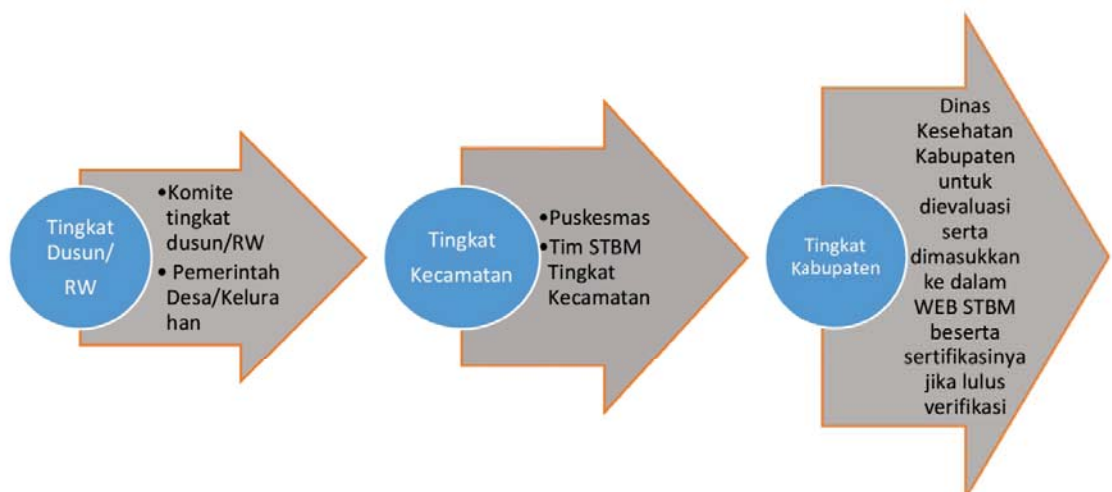 Tingkat
Dusun/
RW
•Komite
tingkat
dusun/RW
• Pemerintah
Desa/Kelura
han
Tingkat
Kecamatan
•Puskesmas
•Tim STBM
Tingkat
Kecamatan
Tingkat
Kabupaten
Dinas
Kesehatan
Kabupaten
untuk
dievaluasi
serta
dimasukkan
ke dalam
WEB STBM
beserta
sertifikasinya
jika lulus
verifikasi